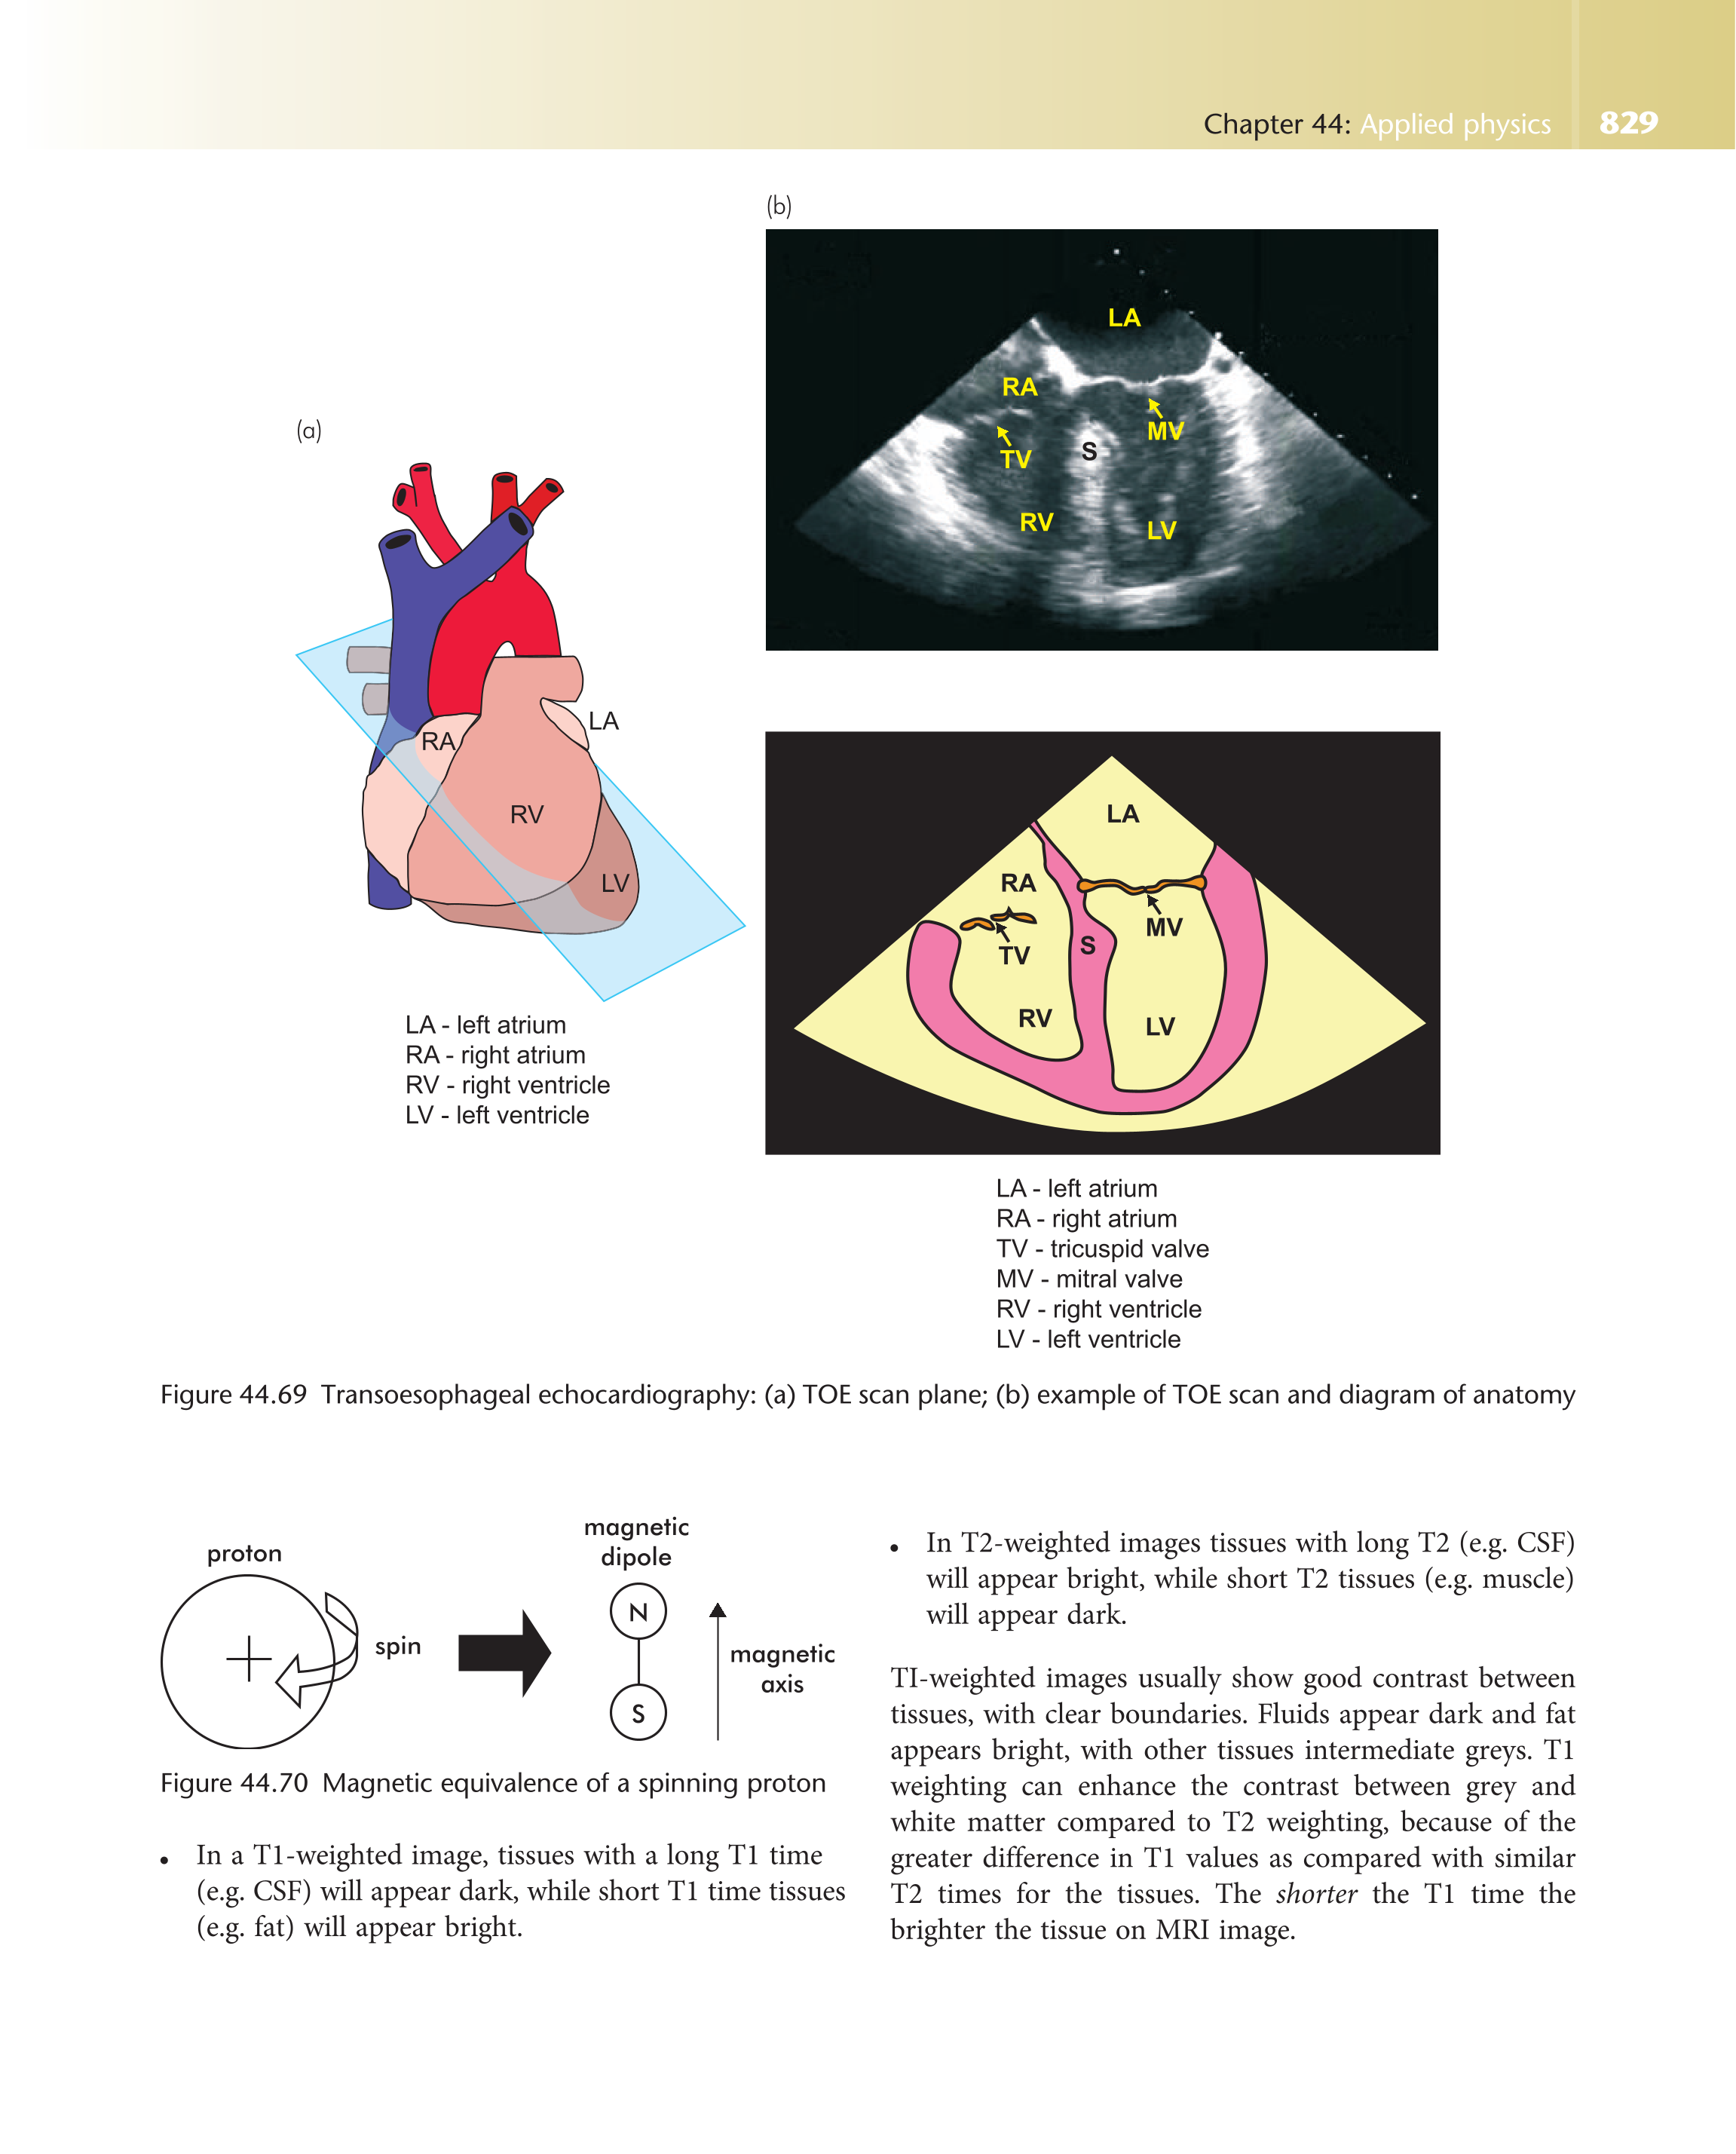 Chapter 44: Applied physics 829
(a)
RA
LA
RV
LV
LA - left atrium
RA - right atrium
RV - right ventricle
LV - left ventricle
(b)
LA
RA
MV
TV
S
RV
LV
LA
RA
MV
TV
S
RV
LV
LA - left atrium
RA - right atrium
TV - tricuspid valve
MV - mitral valve
RV - right ventricle
LV - left ventricle
Figure 44.69 Transoesophageal echocardiography: (a) TOE scan plane; (b) example of TOE scan and diagram of anatomy
proton
spin
magnetic
dipole
N
S
magnetic
axis
Figure 44.70 Magnetic equivalence of a spinning proton
• In a T1-weighted image, tissues with a long T1 time
(e.g. CSF) will appear dark, while short T1 time tissues
(e.g. fat) will appear bright.
• In T2-weighted images tissues with long T2 (e.g. CSF)
will appear bright, while short T2 tissues (e.g. muscle)
will appear dark.
TI-weighted images usually show good contrast between
tissues, with clear boundaries. Fluids appear dark and fat
appears bright, with other tissues intermediate greys. T1
weighting can enhance the contrast between grey and
white matter compared to T2 weighting, because of the
greater difference in T1 values as compared with similar
T2 times for the tissues. The shorter the T1 time the
brighter the tissue on MRI image.